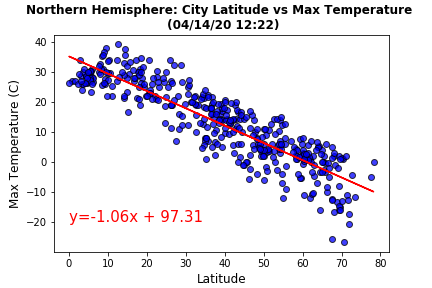 Northern Hemisphere: City Latitude vs Max Temperature
(04/14/20 12:22)
Max Temperature (C)
40
30
20
10
0
−10
−20
y=-1.06x + 97.31
0 10 20 30 40 50 60 70 80
Latitude